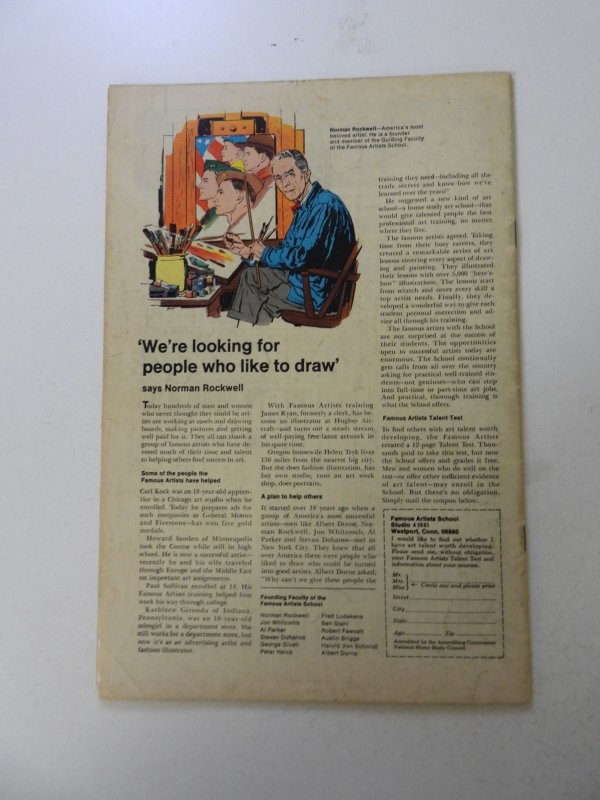 Norman Rockwell—America's most
beloved artist. He is a founder
and member of the Guiding Faculty
of the Famous Artists School.
'We're looking for
people who like to draw'
says Norman Rockwell
Today hundreds of men and women
who never thought they could be art-
ists are working at easels and drawing
boards, making pictures and getting
well paid for it. They all can thank a
group of famous artists who have de-
voted much of their time and talent
to helping others find success in art.
Some of the people the
Famous Artists have helped
Carl Kock was an 18-year-old appren-
tice in a Chicago art studio when he
enrolled. Today he prepares ads for
such companies as General Motors
and Firestone—has won five gold
medals.
Howard Sanden of Minneapolis
took the Course while still in high
school. He is now a successful artist—
recently he and his wife traveled
through Europe and the Middle East
on important art assignments.
Paul Sullivan enrolled at 14. His
Famous Artists training helped him
work his way through college.
Kathleen Gironda of Indiana,
Pennsylvania, was an 18-year-old
salesgirl in a department store. She
still works for a department store, but
now it's as an advertising artist and
fashion illustrator.
With Famous Artists training
James Ryan, formerly a clerk, has be-
come an illustrator at Hughes Air-
craft—and turns out a steady stream
of well-paying free-lance artwork in
his spare time.
Oregon housewife Helen Tryk lives
150 miles from the nearest big city.
But she does fashion illustration, has
her own studio, runs an art work
shop, does portraits.
A plan to help others
It started over 18 years ago when a
group of America's most successful
artists—men like Albert Dorne, Nor-
man Rockwell, Jon Whitcomb, Al
Parker and Stevan Dohanos—met in
New York City. They knew that all
over America there were people who
liked to draw who could be turned
into good artists. Albert Dorne asked,
"Why can't we give these people the
Founding Faculty of the
Famous Artists School
Norman Rockwell
Jon Whitcomb
Al Parker
Stevan Dohanos
George Giusti
Peter Helck
Fred Ludekens
Ben Stahl
Robert Fawcett
Austin Briggs
Harold Von Schmidt
Albert Dorne
training they need—including all the
trade secrets and know-how we've
learned over the years?"
He suggested a new kind of art
school—a home study art school—that
would give talented people the best
professional art training, no matter
where they live.
The famous artists agreed. Taking
time from their busy careers, they
created a remarkable series of art
lessons covering every aspect of draw-
ing and painting. They illustrated
their lessons with over 5,000 "here's
how" illustrations. The lessons start
from scratch and cover every skill a
top artist needs. Finally, they de-
veloped a wonderful way to give each
student personal correction and ad-
vice all through his training.
The famous artists with the School
are not surprised at the success of
their students. The opportunities
open to successful artists today are
enormous. The School continually
gets calls from all over the country
asking for practical well-trained stu-
dents—not geniuses—who can step
into full-time or part-time art jobs.
And practical, thorough training is
what the School offers.
Famous Artists Talent Test
To find others with art talent worth
developing, the Famous Artists
created a 12-page Talent Test. Thou-
sands paid to take this test, but now
the School offers and grades it free.
Men and women who do well on the
test—or offer other sufficient evidence
of art talent—may enroll in the
School. But there's no obligation.
Simply mail the coupon below.
Famous Artists School
Studio
Westport, Conn. 06880
I would like to find out whether I
have art talent worth developing.
Please send me, without obligation,
your Famous Artists Talent Test and
information about your courses.
Mr.
Mrs. ← Circle one and please print
Miss
Street
City
State
Age Zip
Accredited by the Accrediting Commission
National Home Study Council